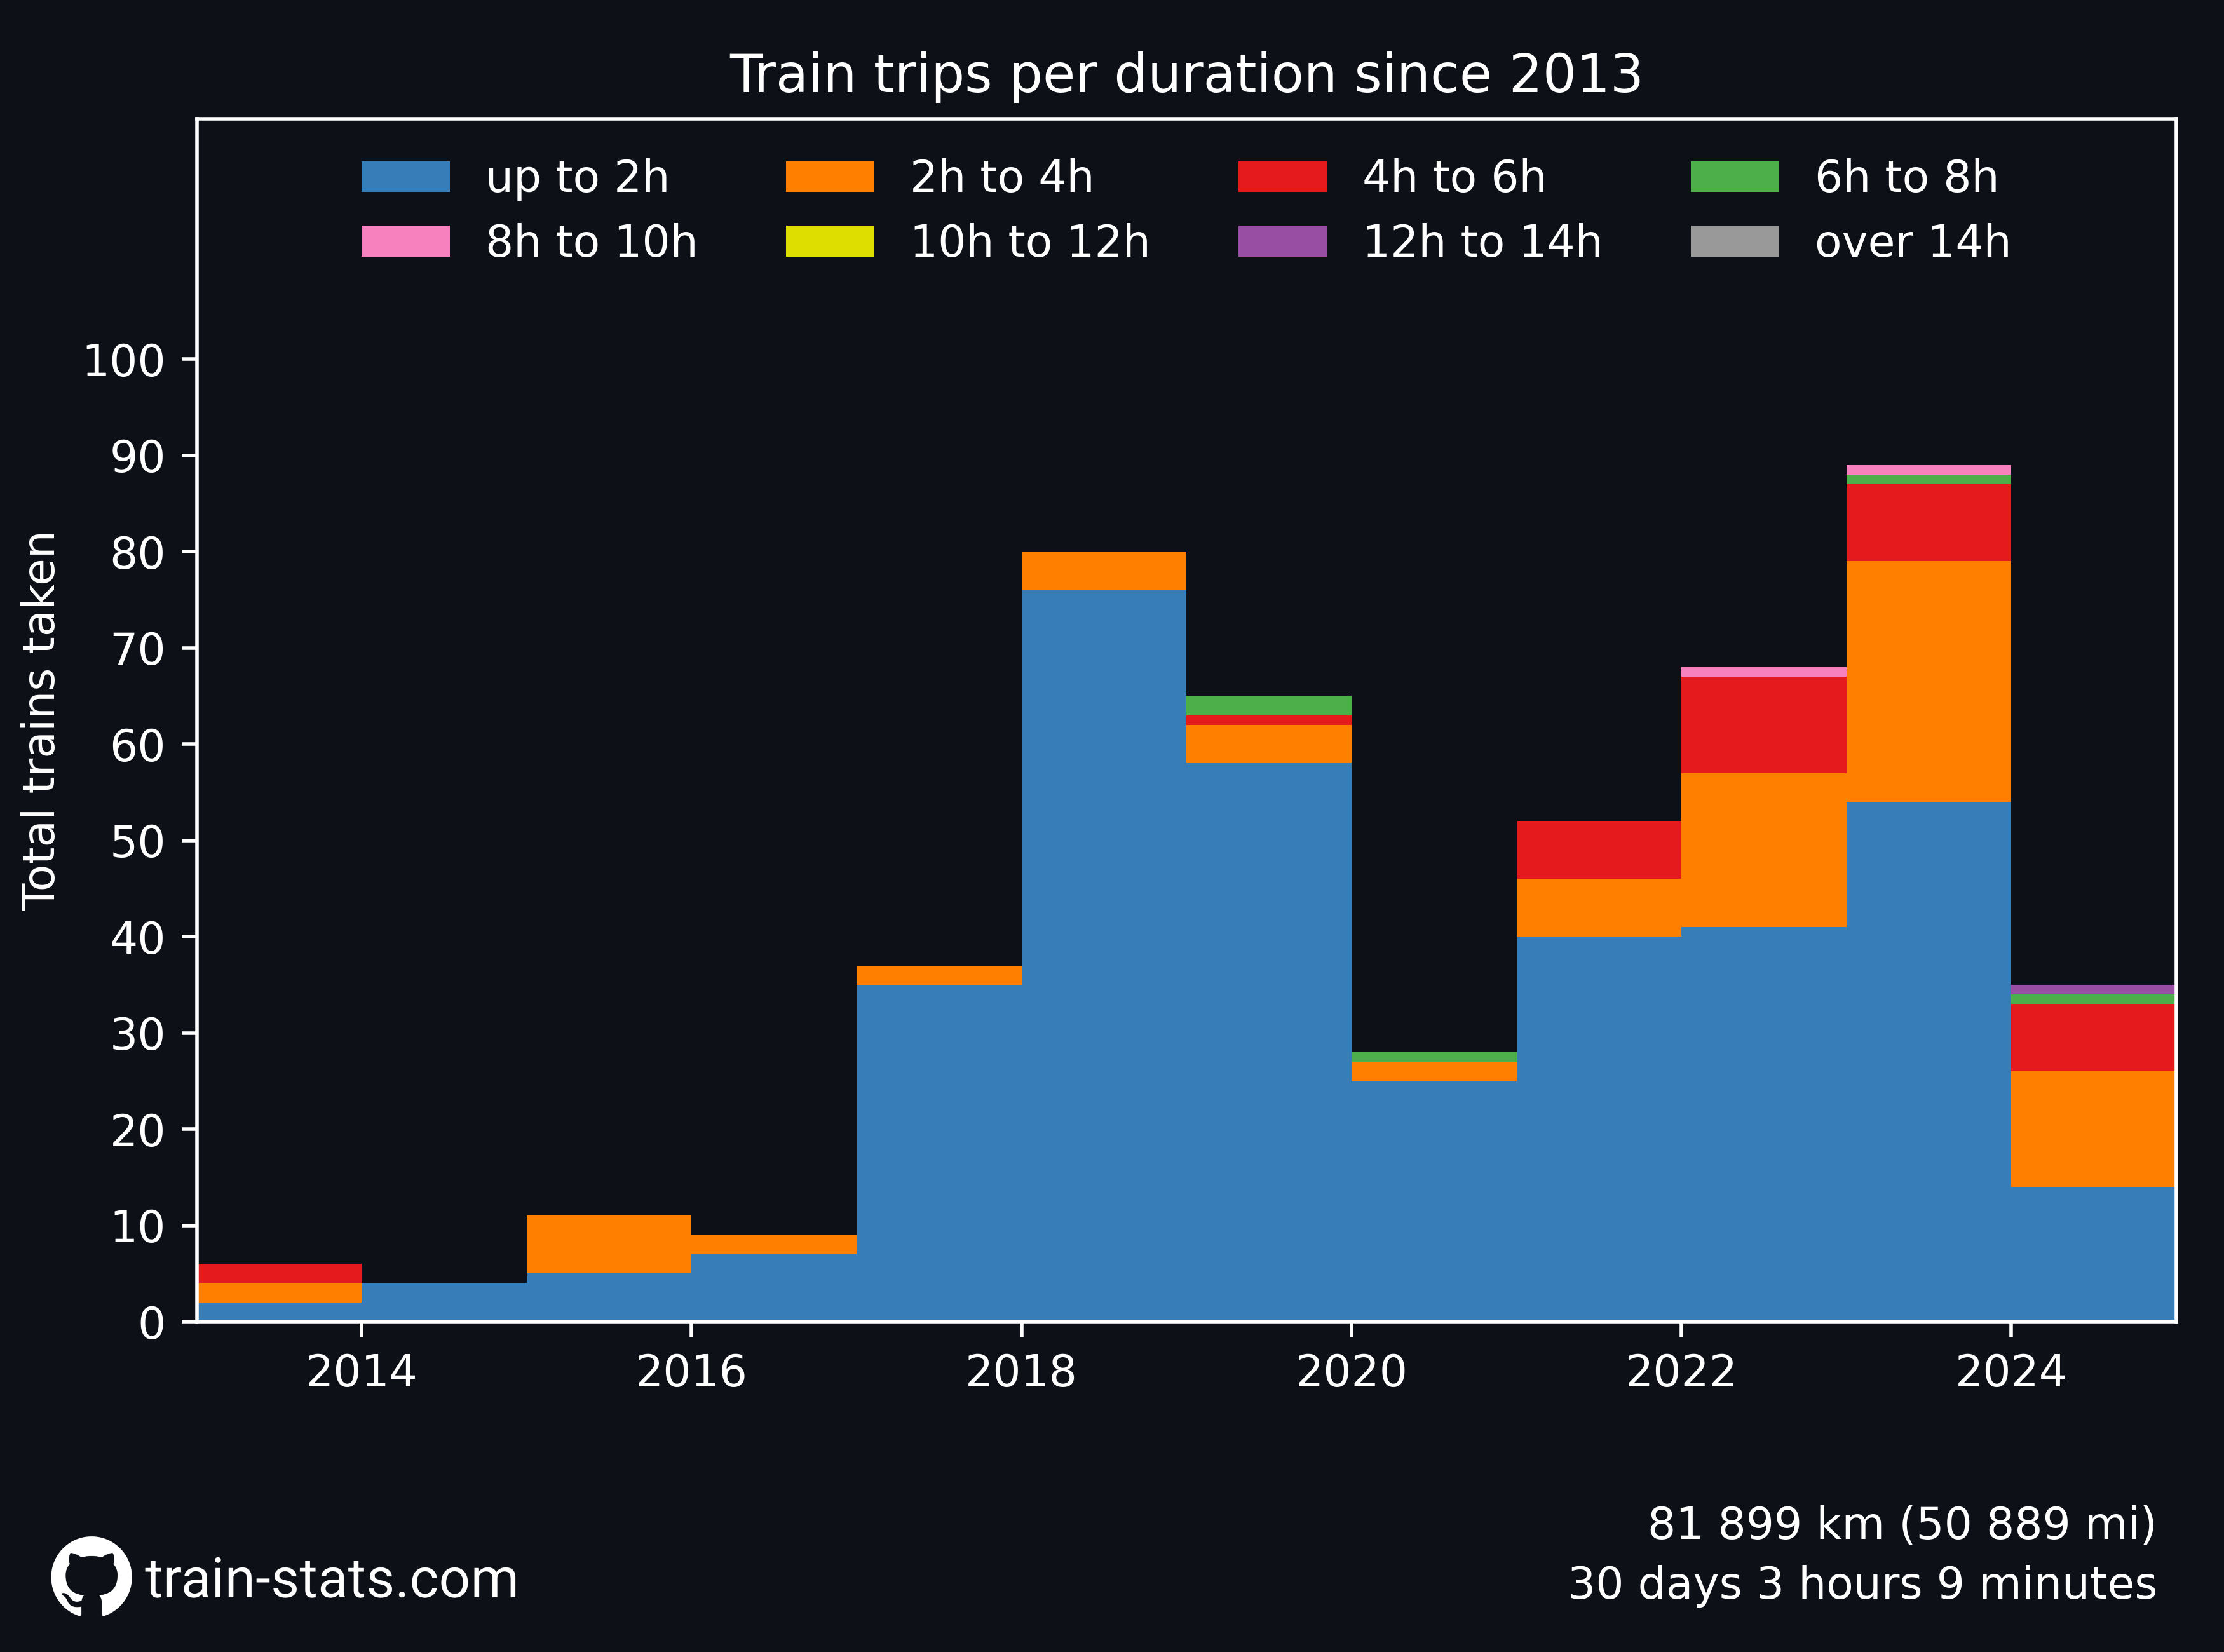 Train trips per duration since 2013
up to 2h 2h to 4h 4h to 6h 6h to 8h
8h to 10h 10h to 12h 12h to 14h over 14h
Total trains taken
100
90
80
70
60
50
40
30
20
10
0
2014 2016 2018 2020 2022 2024
81 899 km (50 889 mi)
train-stats.com
30 days 3 hours 9 minutes